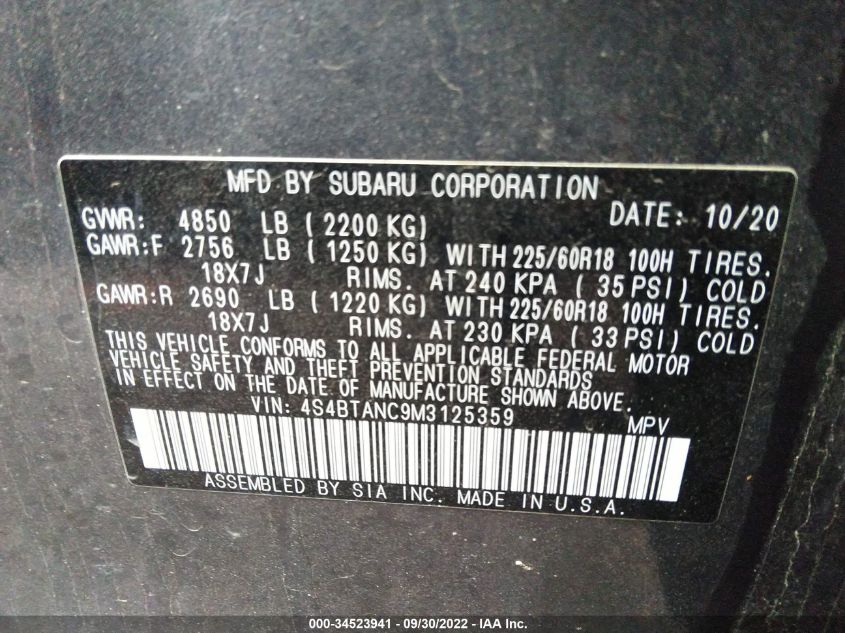 MFD BY SUBARU CORPORATION
GVWR: 4850 LB ( 2200 KG) DATE: 10/20
GAWR:F 2756 LB ( 1250 KG) WITH 225/60R18 100H TIRES.
18X7J RIMS. AT 240 KPA ( 35 PSI) COLD
GAWR:R 2690 LB ( 1220 KG) WITH 225/60R18 100H TIRES.
18X7J RIMS. AT 230 KPA ( 33 PSI) COLD
THIS VEHICLE CONFORMS TO ALL APPLICABLE FEDERAL MOTOR
VEHICLE SAFETY AND THEFT PREVENTION STANDARDS
IN EFFECT ON THE DATE OF MANUFACTURE SHOWN ABOVE.
VIN: 4S4BTANC9M3125359 MPV
ASSEMBLED BY SIA INC. MADE IN U.S.A.
000-34523941 - 09/30/2022 - IAA Inc.